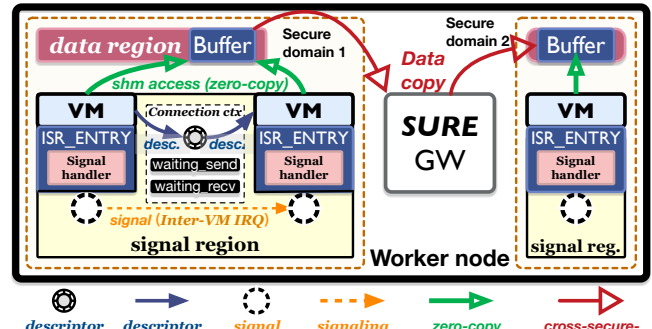 data region
Buffer
Secure
domain 1
Secure
domain 2
Buffer
shm access (zero-copy)
Data
copy
VM
Connection ctx
VM
VM
ISR_ENTRY
desc.
desc.
ISR_ENTRY
SURE
GW
ISR_ENTRY
Signal
handler
waiting_send
waiting_recv
Signal
handler
Signal
handler
signal (Inter-VM IRQ)
signal region
Worker node
signal reg.
descriptor
descriptor
signal
signaling
zero-copy
cross-secure-